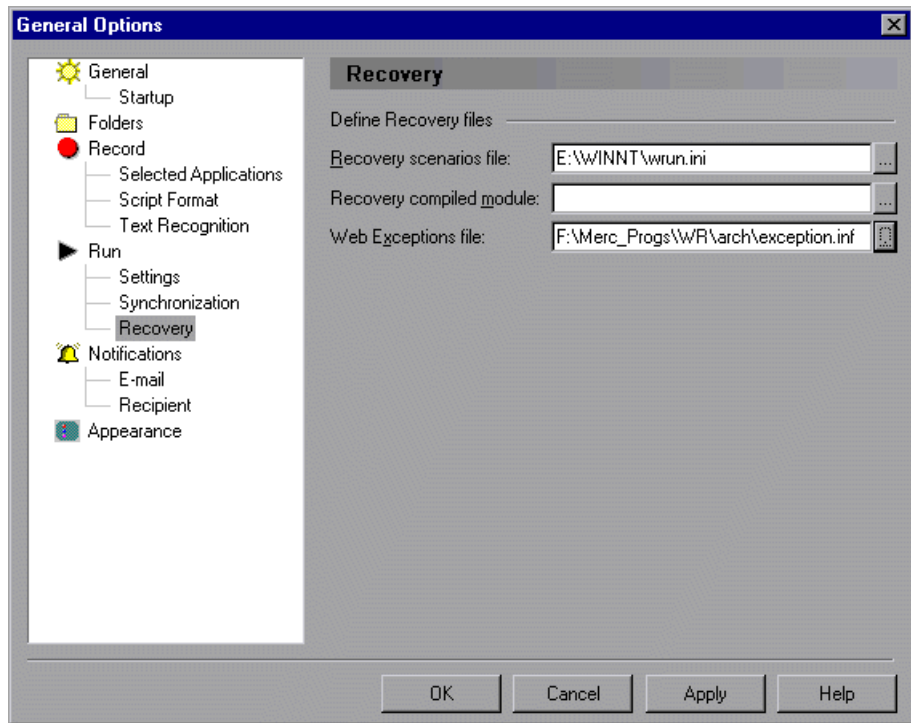 General Options
General
Startup
Folders
Record
Selected Applications
Script Format
Text Recognition
Run
Settings
Synchronization
Recovery
Notifications
E-mail
Recipient
Appearance
Recovery
Define Recovery files
Recovery scenarios file: E:\WINNT\wrun.ini ...
Recovery compiled module: ...
Web Exceptions file: F:\Merc_Progs\WR\arch\exception.inf ...
OK Cancel Apply Help